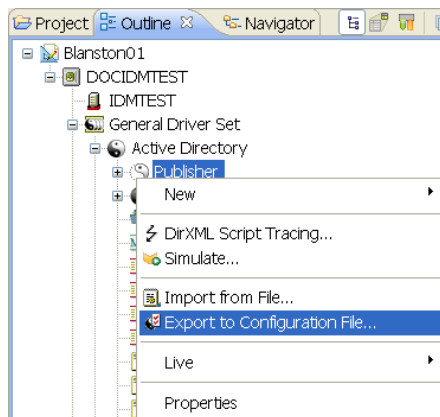 Project Outline Navigator
Blanston01
DOCIDMTEST
IDMTEST
General Driver Set
Active Directory
Publisher
New
DirXML Script Tracing...
Simulate...
Import from File...
Export to Configuration File...
Live
Properties